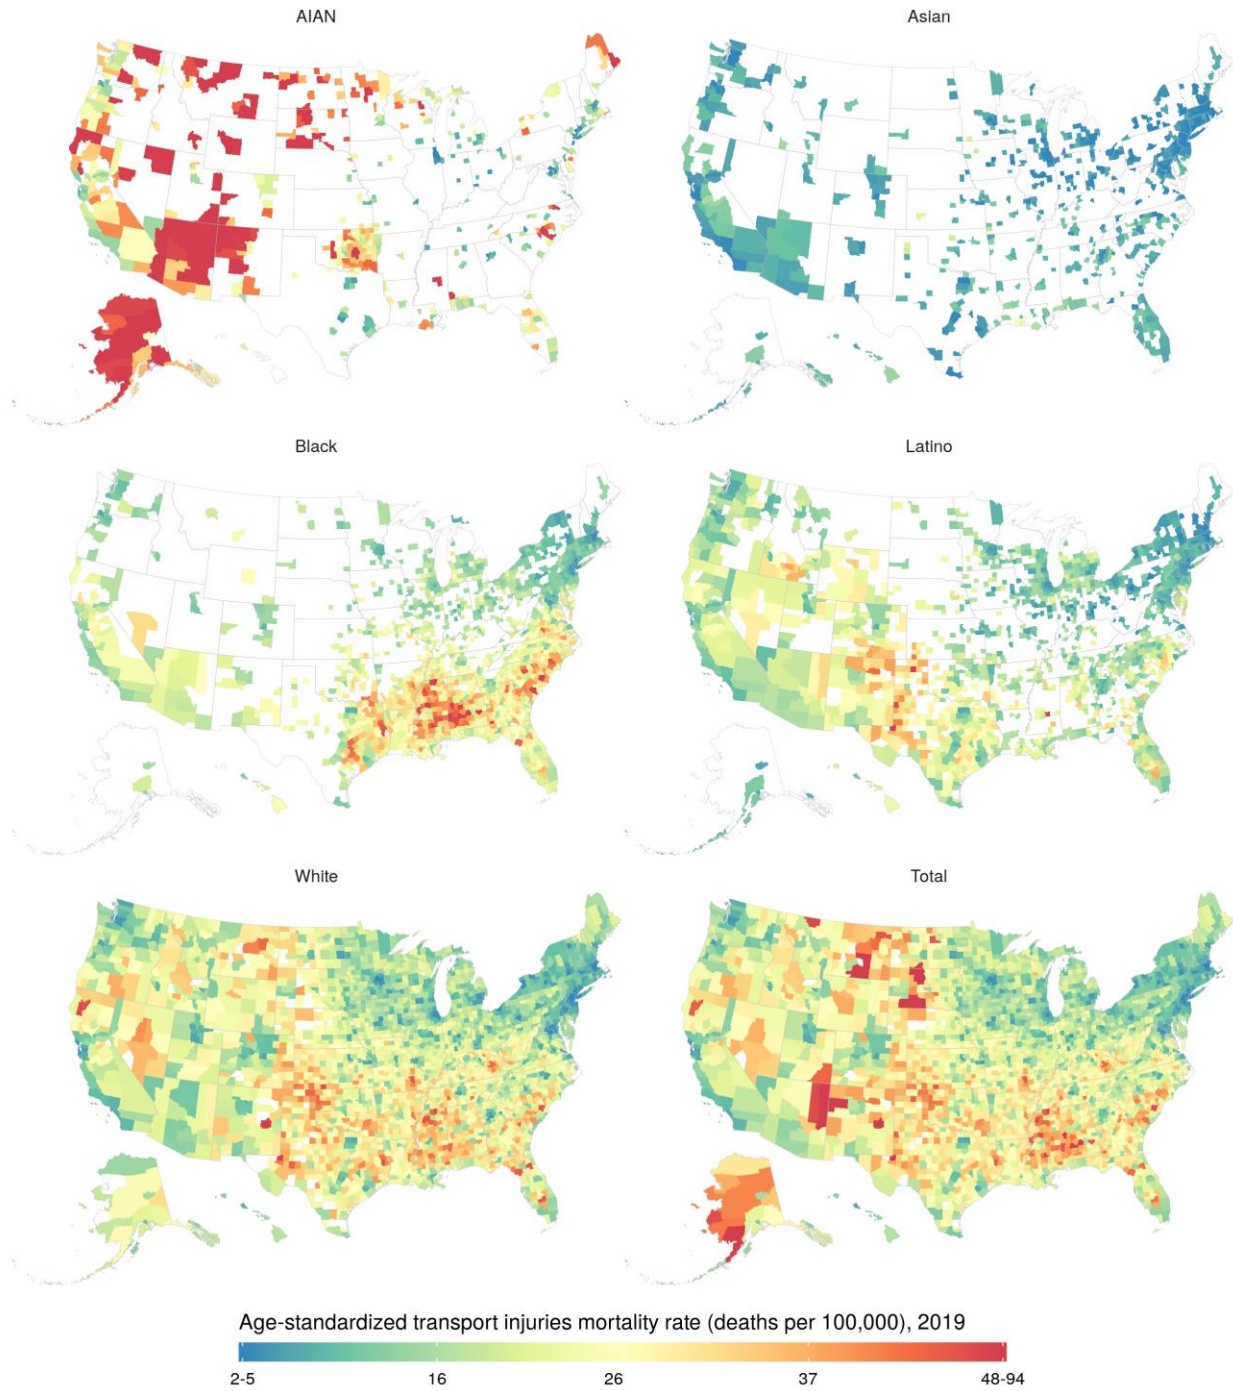 AIAN
Asian
Black
Latino
White
Total
Age-standardized transport injuries mortality rate (deaths per 100,000), 2019
2-5 16 26 37 48-94